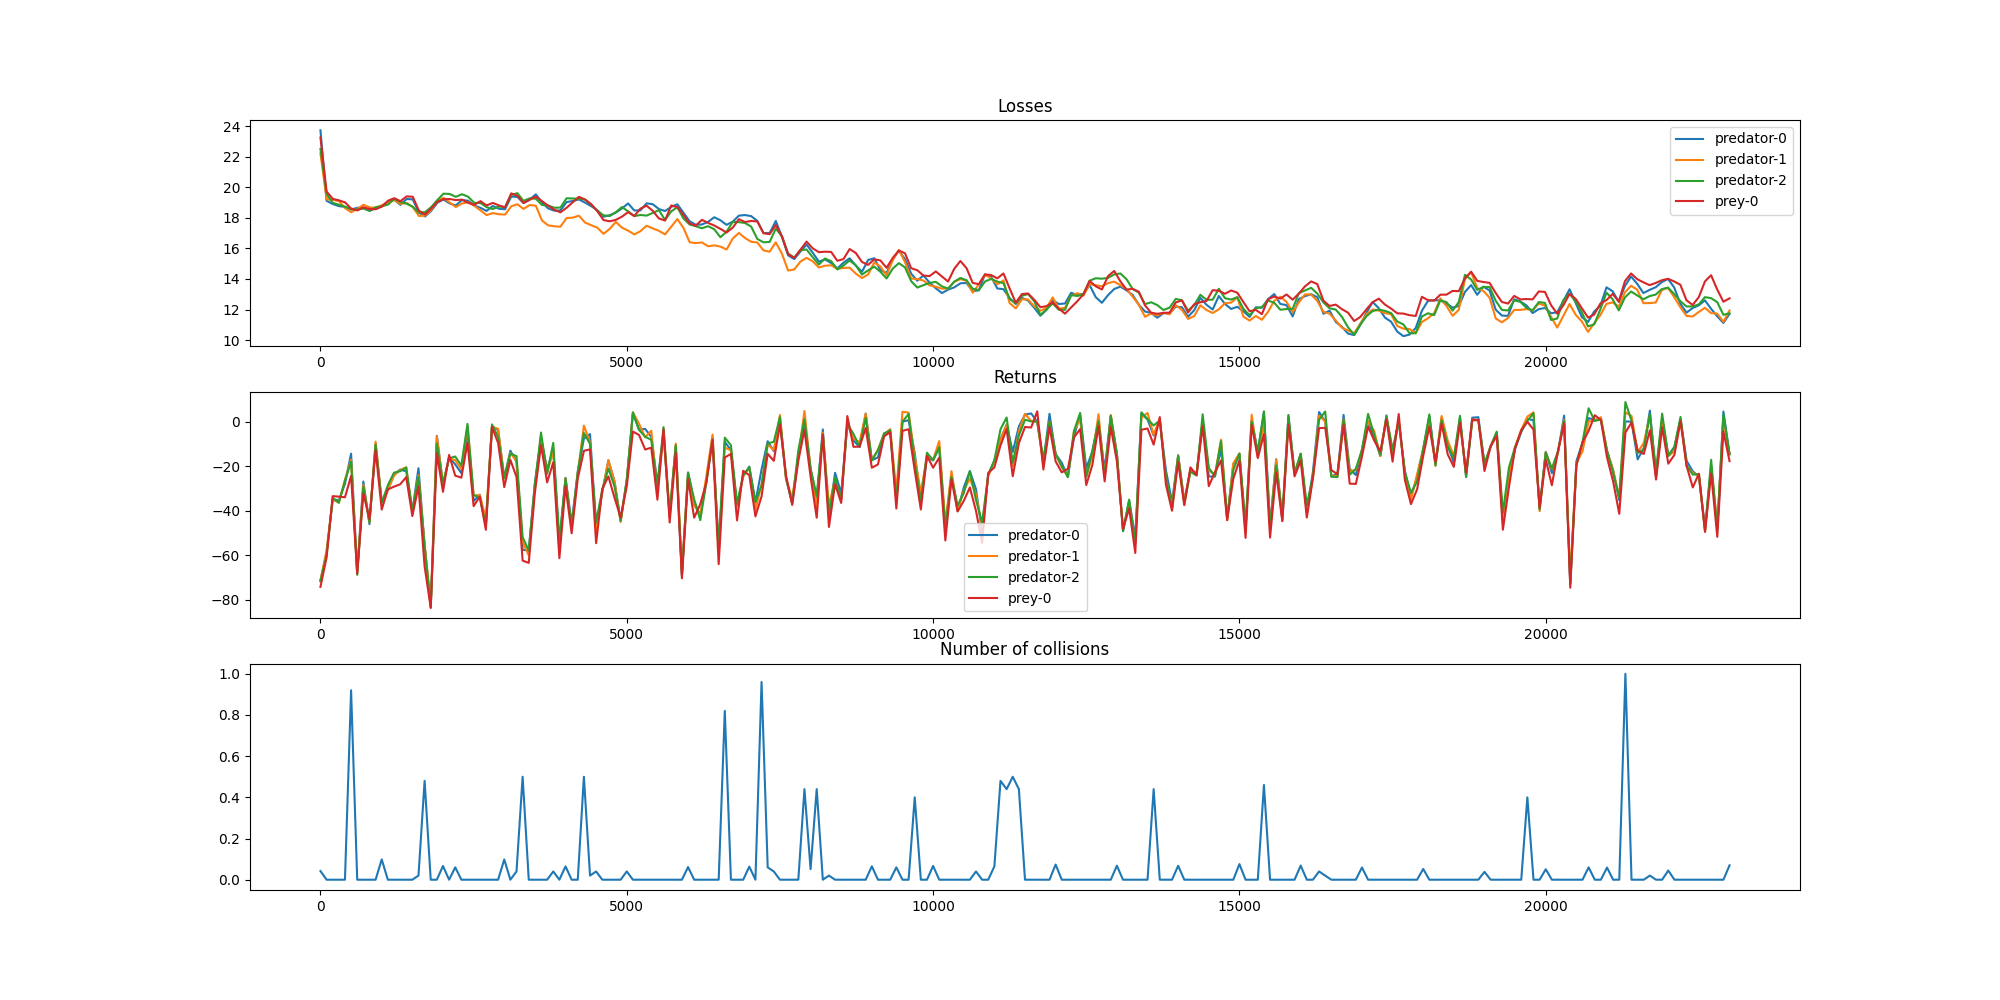 Losses
24
22
20
18
16
14
12
10
predator-0
predator-1
predator-2
prey-0
0 5000 10000 15000 20000
Returns
0
−20
−40
−60
−80
predator-0
predator-1
predator-2
prey-0
0 5000 10000 15000 20000
Number of collisions
1.0
0.8
0.6
0.4
0.2
0.0
0 5000 10000 15000 20000